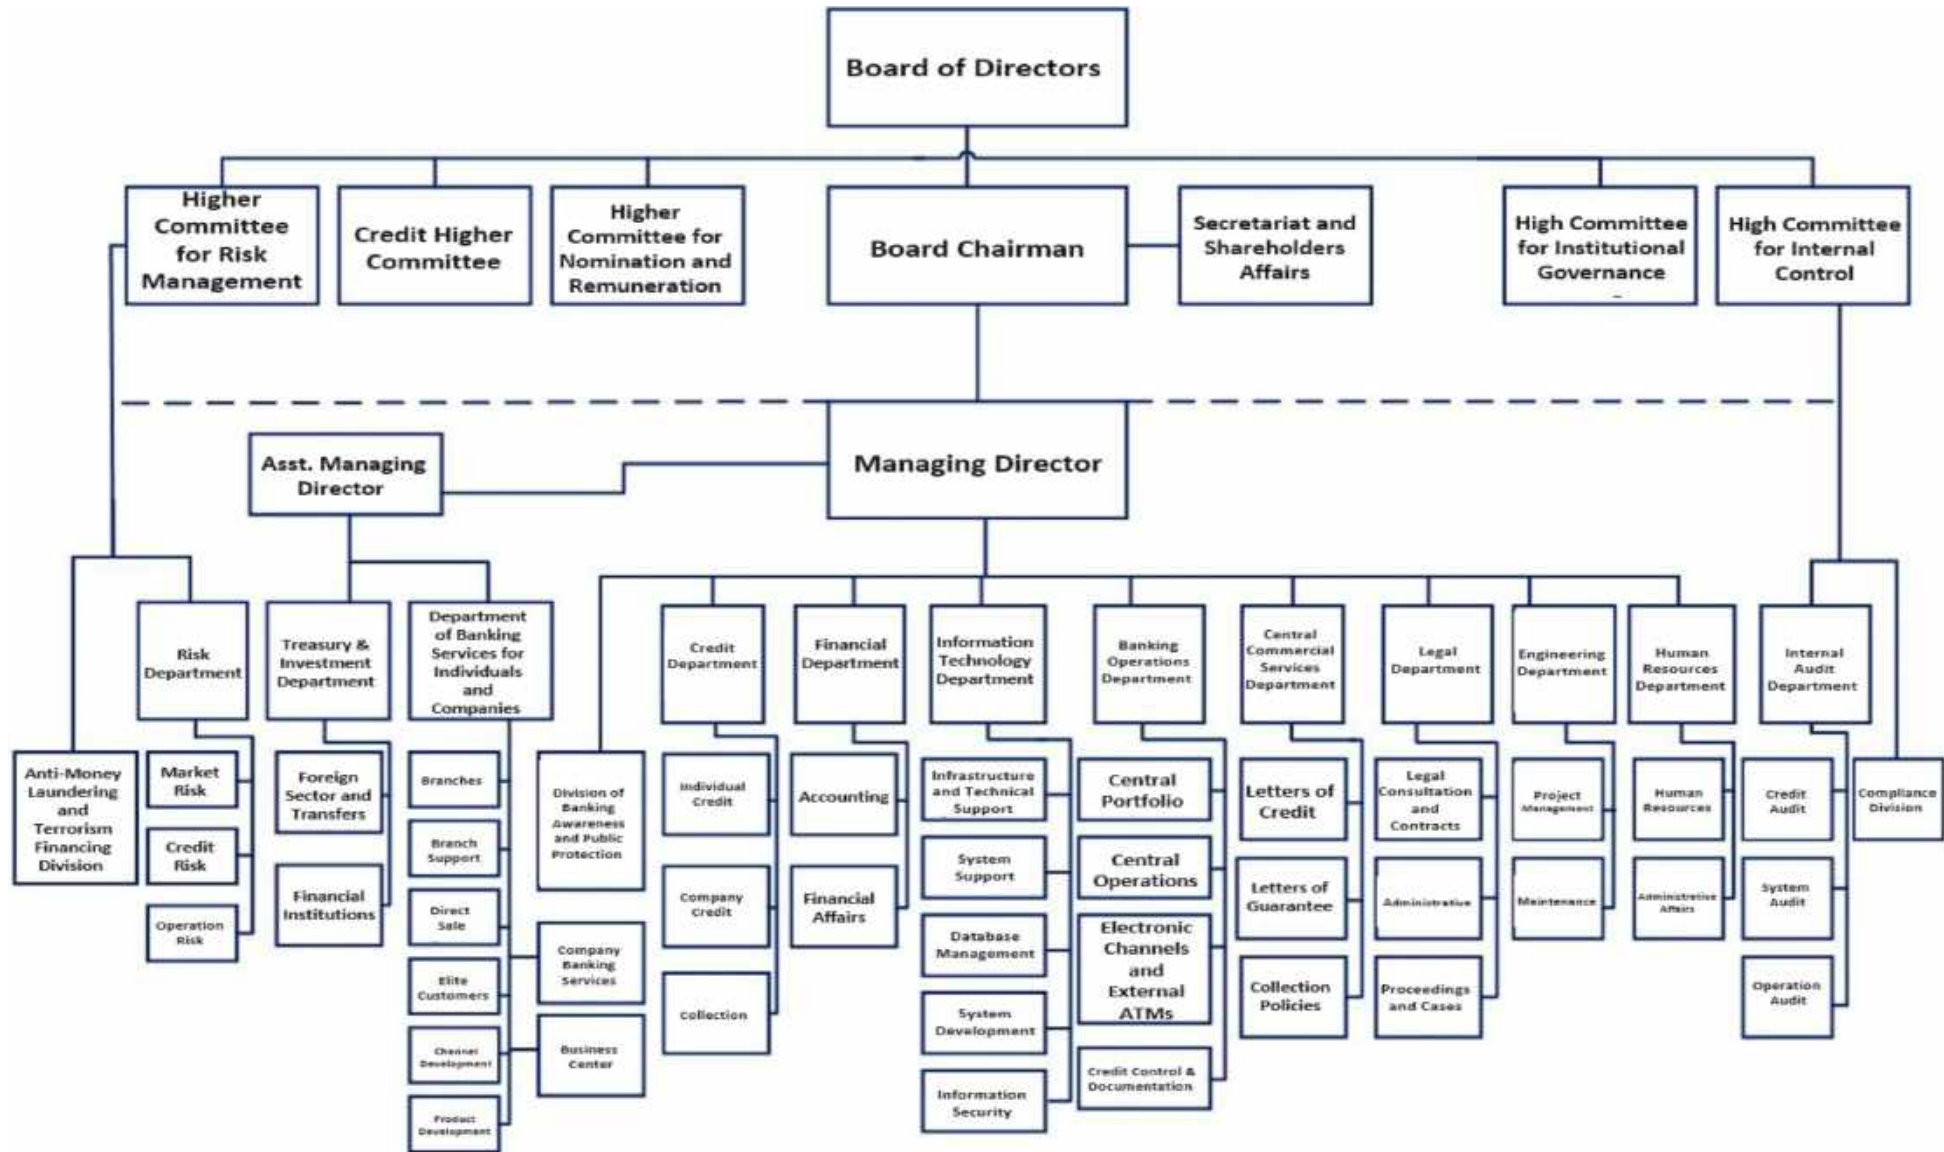 Board of Directors
Higher
Committee
for Risk
Management
Credit Higher
Committee
Higher
Committee for
Nomination and
Remuneration
Board Chairman
Secretariat and
Shareholders
Affairs
High Committee
for Institutional
Governance
–
High Committee
for Internal
Control
Asst. Managing
Director
Managing Director
Risk
Department
Treasury &
Investment
Department
Department
of Banking
Services for
Individuals
and
Companies
Credit
Department
Financial
Department
Information
Technology
Department
Banking
Operations
Department
Central
Commercial
Services
Department
Legal
Department
Engineering
Department
Human
Resources
Department
Internal
Audit
Department
Anti-Money
Laundering
and
Terrorism
Financing
Division
Market
Risk
Credit
Risk
Operation
Risk
Foreign
Sector and
Transfers
Financial
Institutions
Branches
Branch
Support
Direct
Sale
Elite
Customers
Channel
Development
Product
Development
Division of
Banking
Awareness
and Public
Protection
Company
Banking
Services
Business
Center
Individual
Credit
Company
Credit
Collection
Accounting
Financial
Affairs
Infrastructure
and Technical
Support
System
Support
Database
Management
System
Development
Information
Security
Central
Portfolio
Central
Operations
Electronic
Channels
and
External
ATMs
Credit Control &
Documentation
Letters of
Credit
Letters of
Guarantee
Collection
Policies
Legal
Consultation
and
Contracts
Administrative
Proceedings
and Cases
Project
Management
Maintenance
Human
Resources
Administrative
Affairs
Credit
Audit
System
Audit
Operation
Audit
Compliance
Division